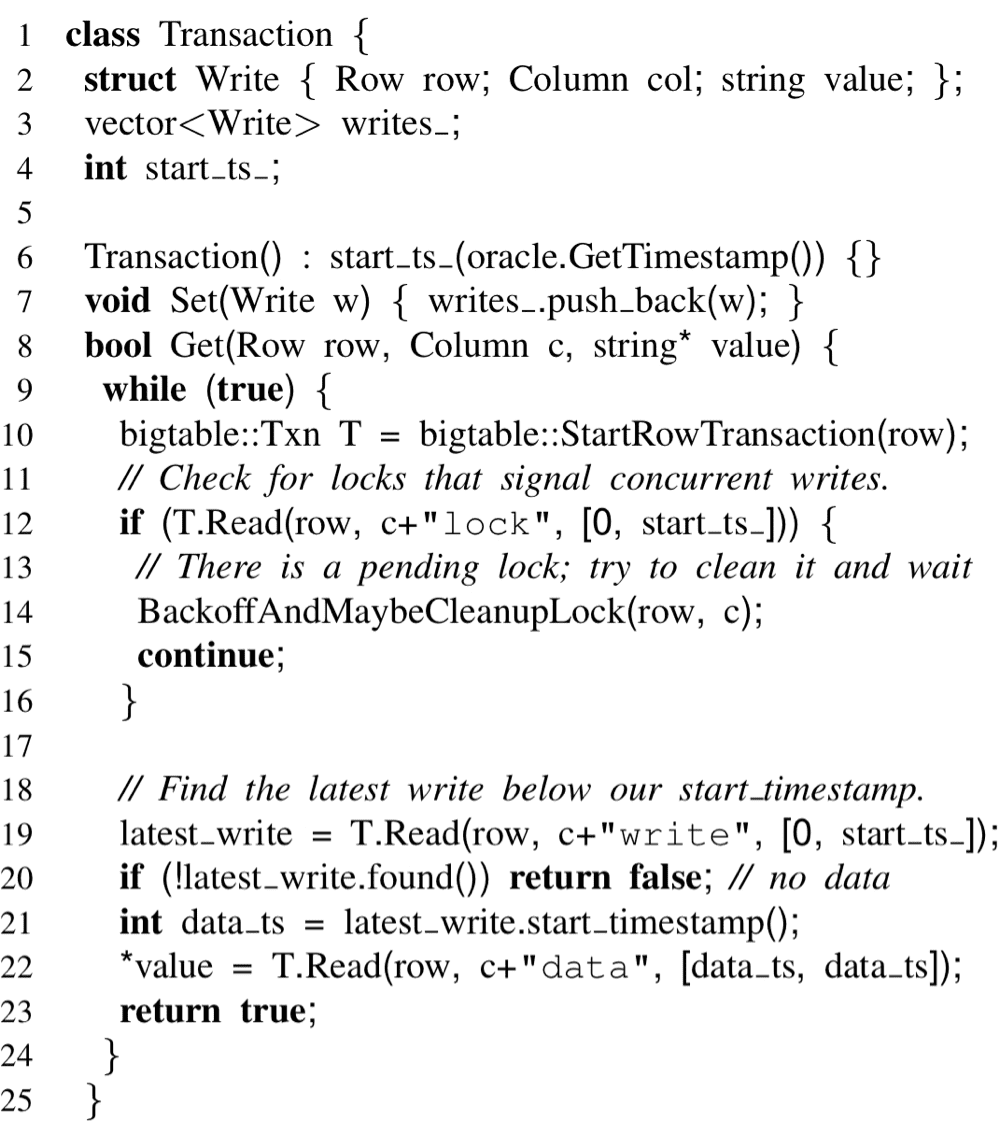 1 class Transaction {
2 struct Write { Row row; Column col; string value; };
3 vector<Write> writes_;
4 int start_ts_;
5
6 Transaction() : start_ts_(oracle.GetTimestamp()) {}
7 void Set(Write w) { writes_.push_back(w); }
8 bool Get(Row row, Column c, string* value) {
9 while (true) {
10 bigtable::Txn T = bigtable::StartRowTransaction(row);
11 // Check for locks that signal concurrent writes.
12 if (T.Read(row, c+"lock", [0, start_ts_])) {
13 // There is a pending lock; try to clean it and wait
14 BackoffAndMaybeCleanupLock(row, c);
15 continue;
16 }
17
18 // Find the latest write below our start_timestamp.
19 latest_write = T.Read(row, c+"write", [0, start_ts_]);
20 if (!latest_write.found()) return false; // no data
21 int data_ts = latest_write.start_timestamp();
22 *value = T.Read(row, c+"data", [data_ts, data_ts]);
23 return true;
24 }
25 }